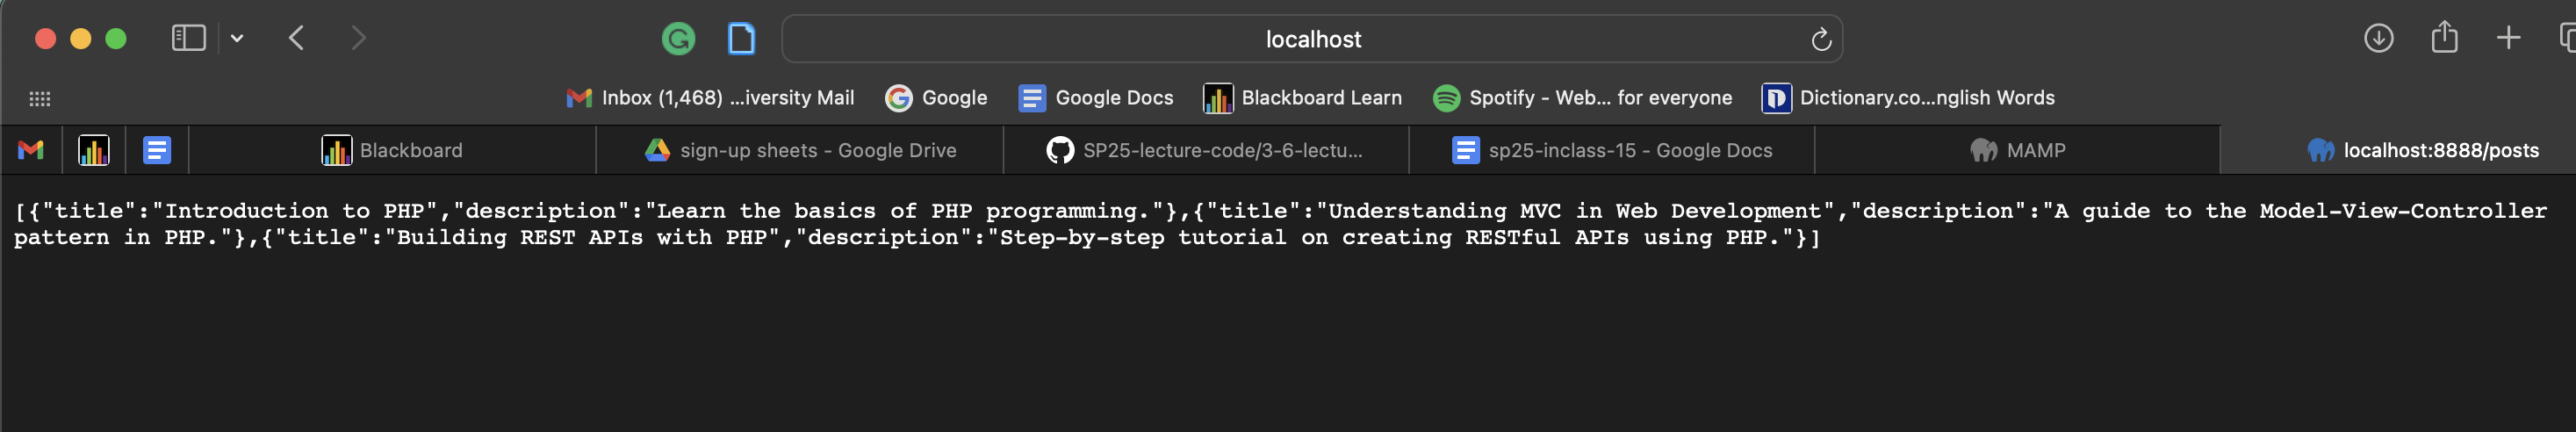 localhost
Inbox (1,468) ...iversity Mail Google Google Docs Blackboard Learn Spotify - Web... for everyone Dictionary.co...nglish Words
Blackboard sign-up sheets - Google Drive SP25-lecture-code/3-6-lectu... sp25-inclass-15 - Google Docs MAMP localhost:8888/posts
[{"title":"Introduction to PHP","description":"Learn the basics of PHP programming."},{"title":"Understanding MVC in Web Development","description":"A guide to the Model-View-Controller
pattern in PHP."},{"title":"Building REST APIs with PHP","description":"Step-by-step tutorial on creating RESTful APIs using PHP."}]